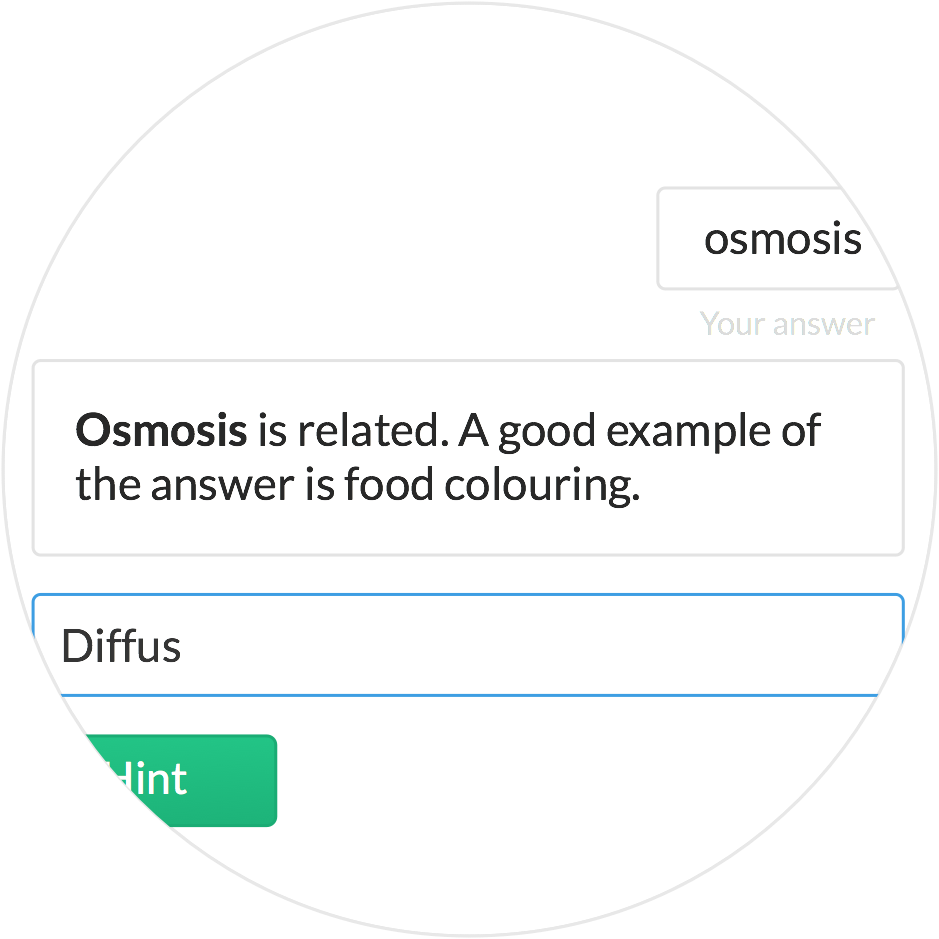 osmosis
Your answer
Osmosis is related. A good example of
the answer is food colouring.
Diffus
Hint